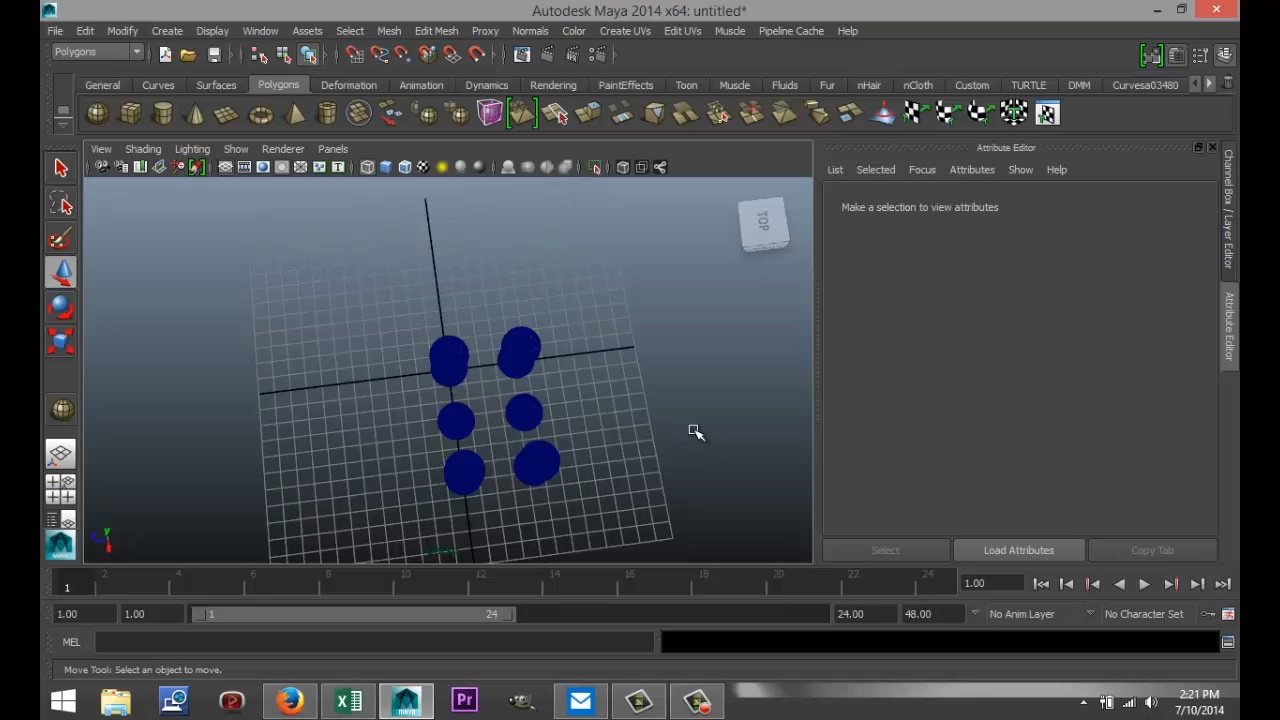 Autodesk Maya 2014 x64: untitled*
File Edit Modify Create Display Window Assets Select Mesh Edit Mesh Proxy Normals Color Create UVs Edit UVs Muscle Pipeline Cache Help
Polygons
General Curves Surfaces Polygons Deformation Animation Dynamics Rendering PaintEffects Toon Muscle Fluids Fur nHair nCloth Custom TURTLE DMM Curvesa03480
View Shading Lighting Show Renderer Panels
Attribute Editor
List Selected Focus Attributes Show Help
Make a selection to view attributes
TOP
Channel Box / Layer Editor
Attribute Editor
y
Select Load Attributes Copy Tab
2 4 6 8 10 12 14 16 18 20 22 24
1
1.00
1.00 1.00 1 24 24.00 48.00 No Anim Layer No Character Set
MEL
Move Tool: Select an object to move.
Pr
2:21 PM
7/10/2014